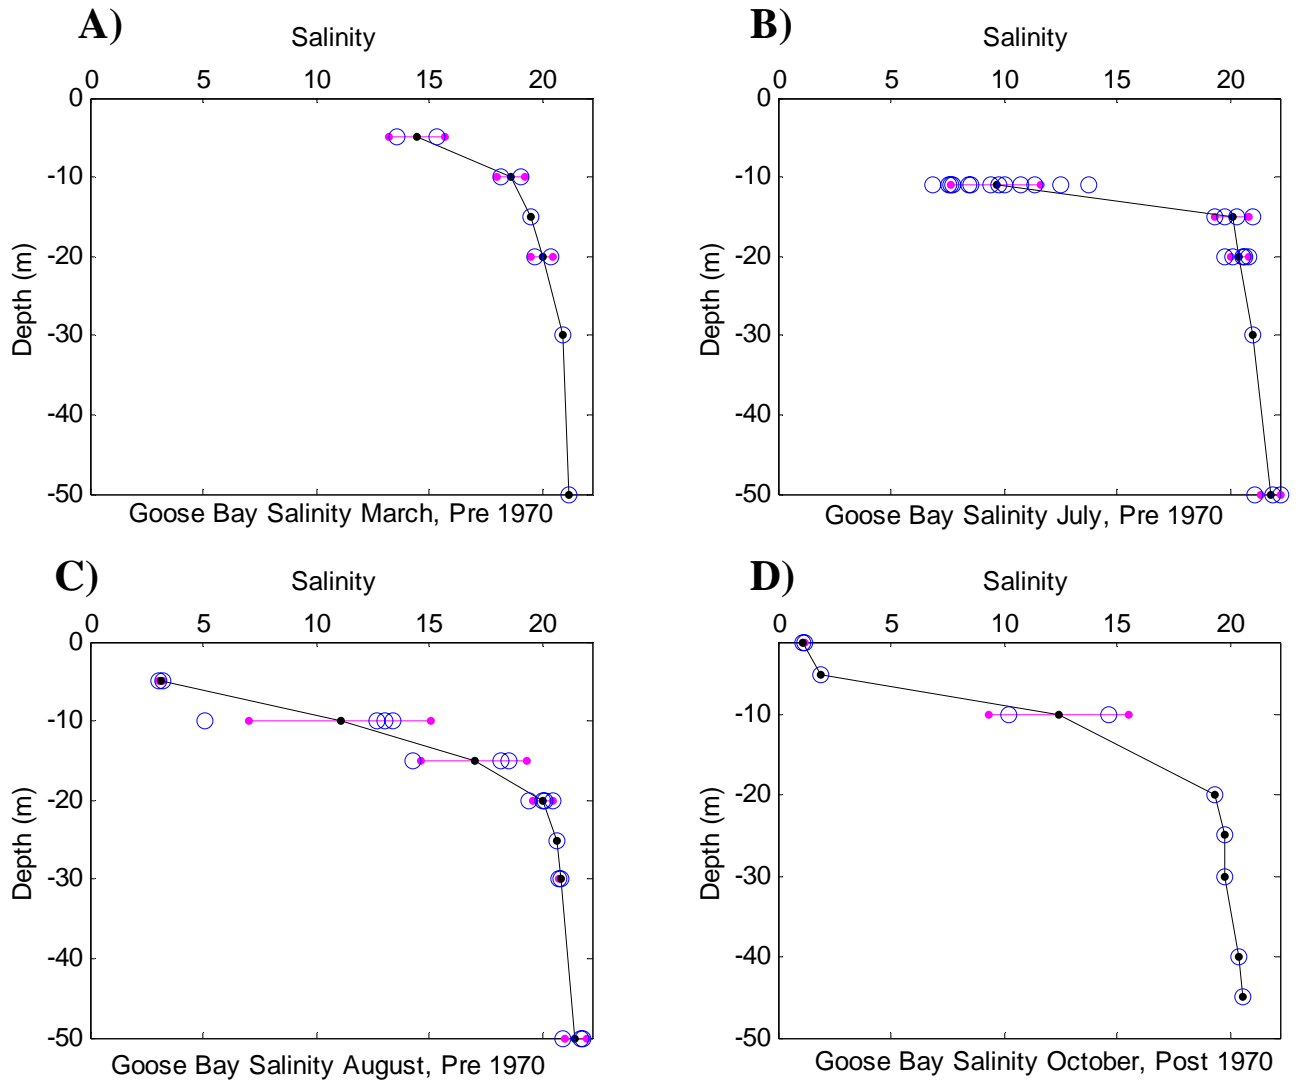 A)
Salinity
0 5 10 15 20
0
-10
-20
-30
-40
-50
Depth (m)
Goose Bay Salinity March, Pre 1970
B)
Salinity
0 5 10 15 20
0
-10
-20
-30
-40
-50
Depth (m)
Goose Bay Salinity July, Pre 1970
C)
Salinity
0 5 10 15 20
0
-10
-20
-30
-40
-50
Depth (m)
Goose Bay Salinity August, Pre 1970
D)
Salinity
0 5 10 15 20
0
-10
-20
-30
-40
-50
Depth (m)
Goose Bay Salinity October, Post 1970